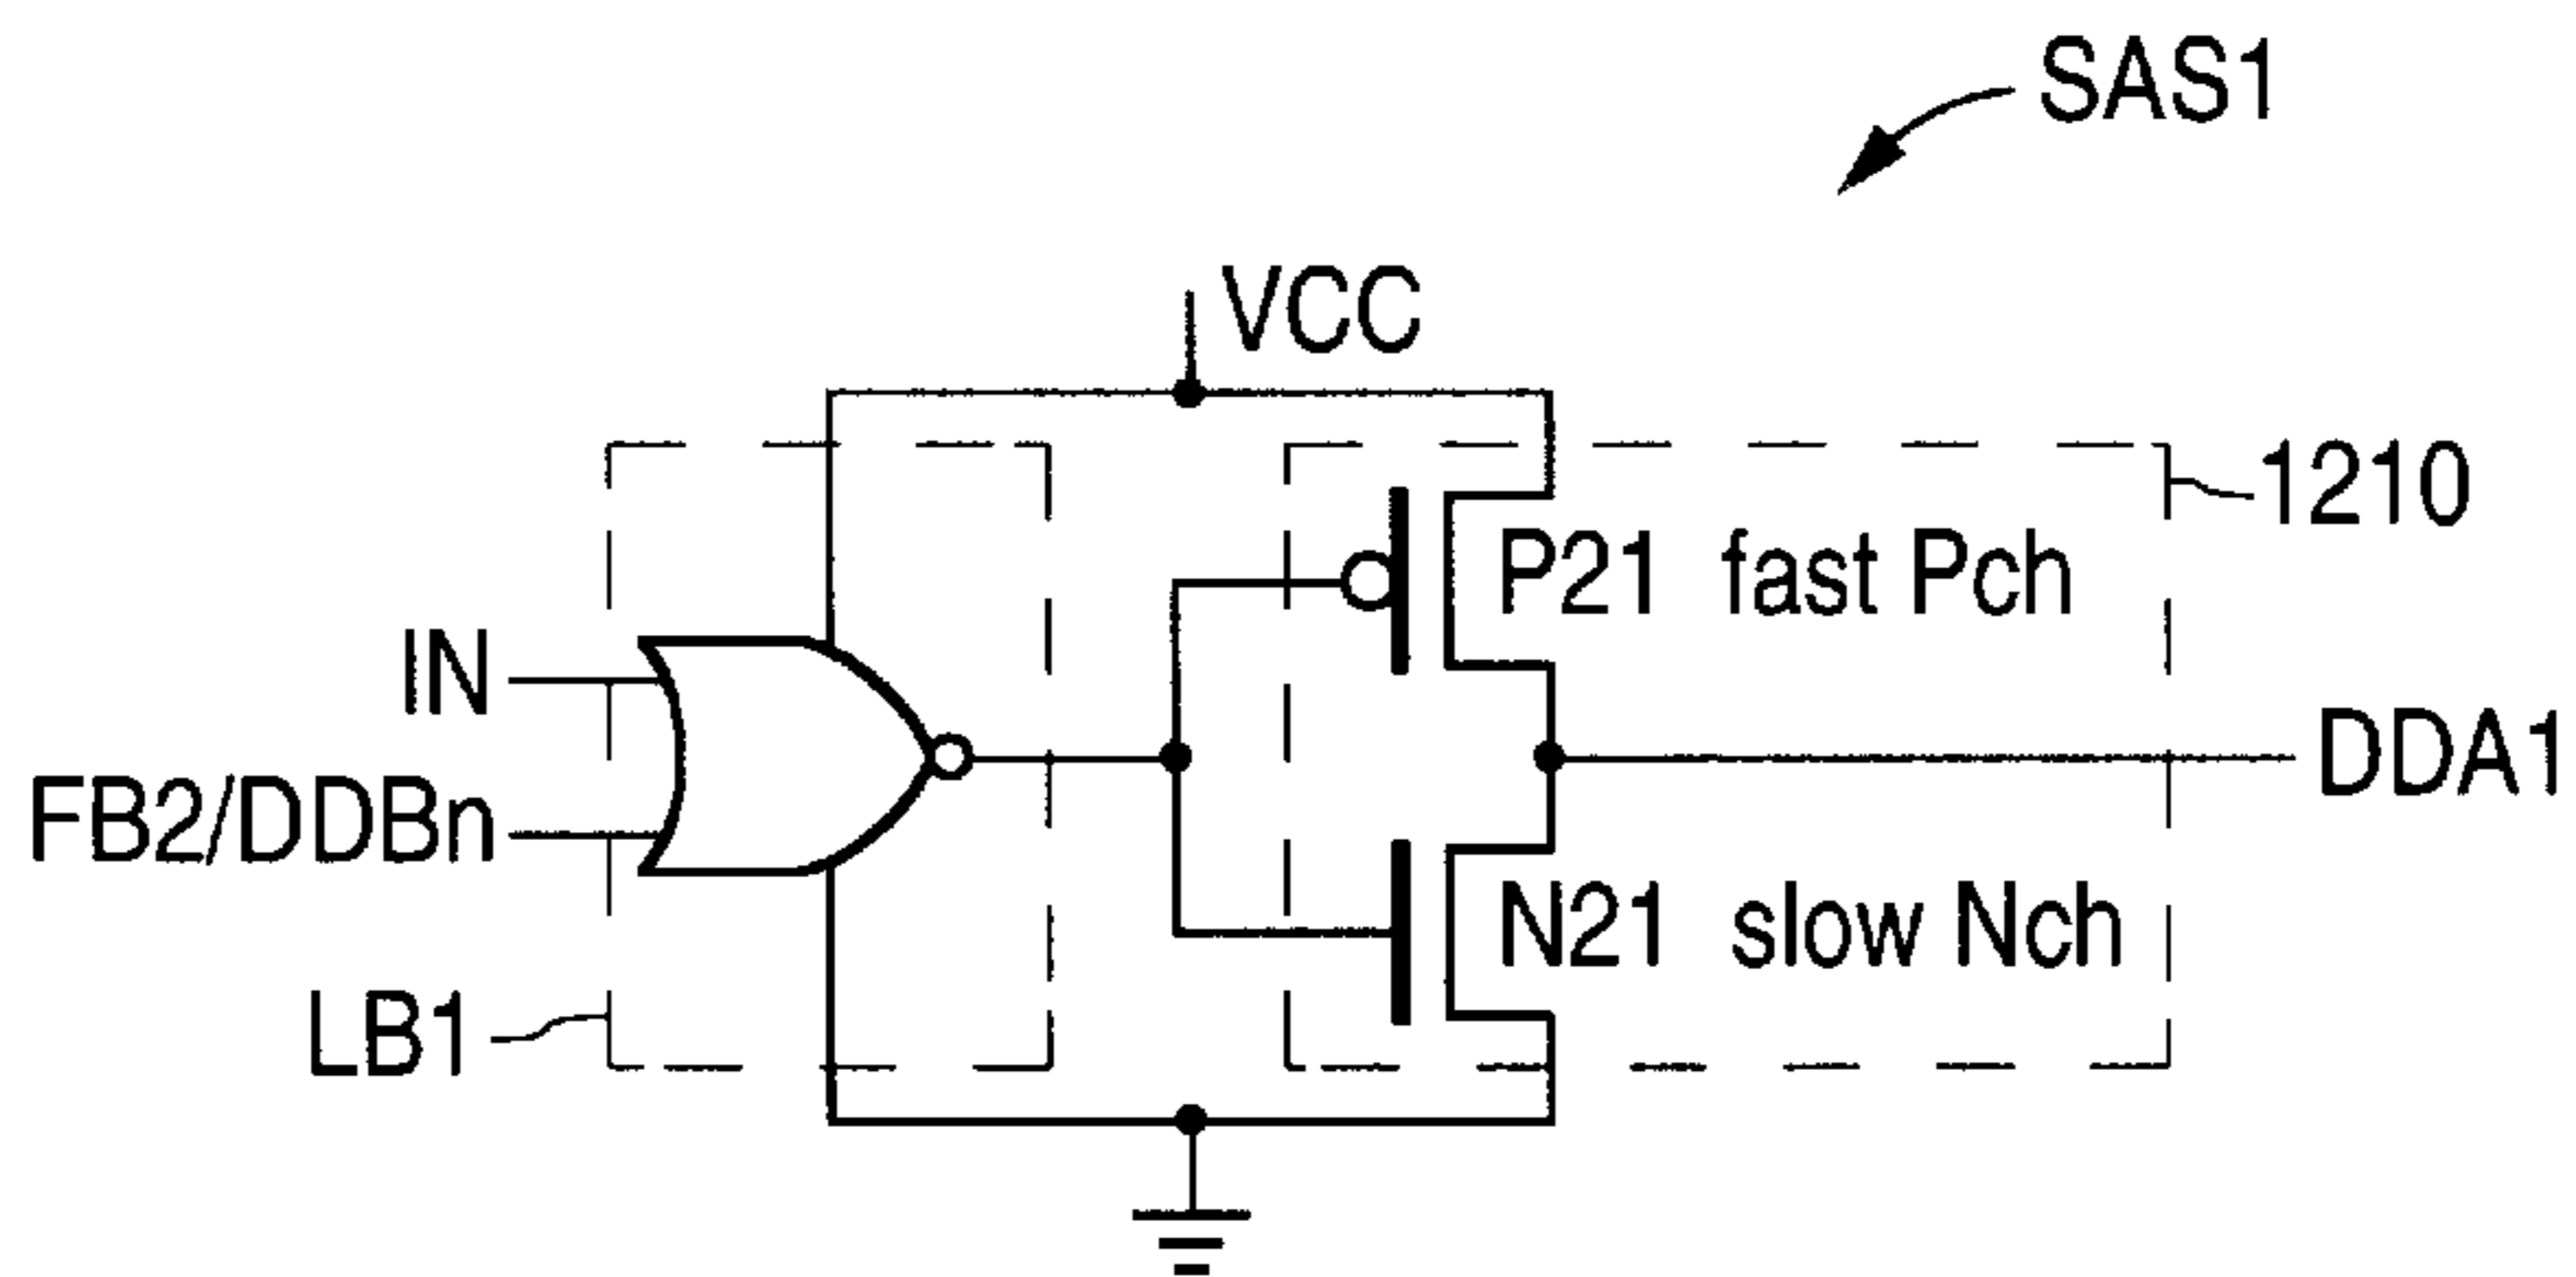 SAS1
VCC
1210
P21 fast Pch
IN
DDA1
FB2/DDBn
N21 slow Nch
LB1